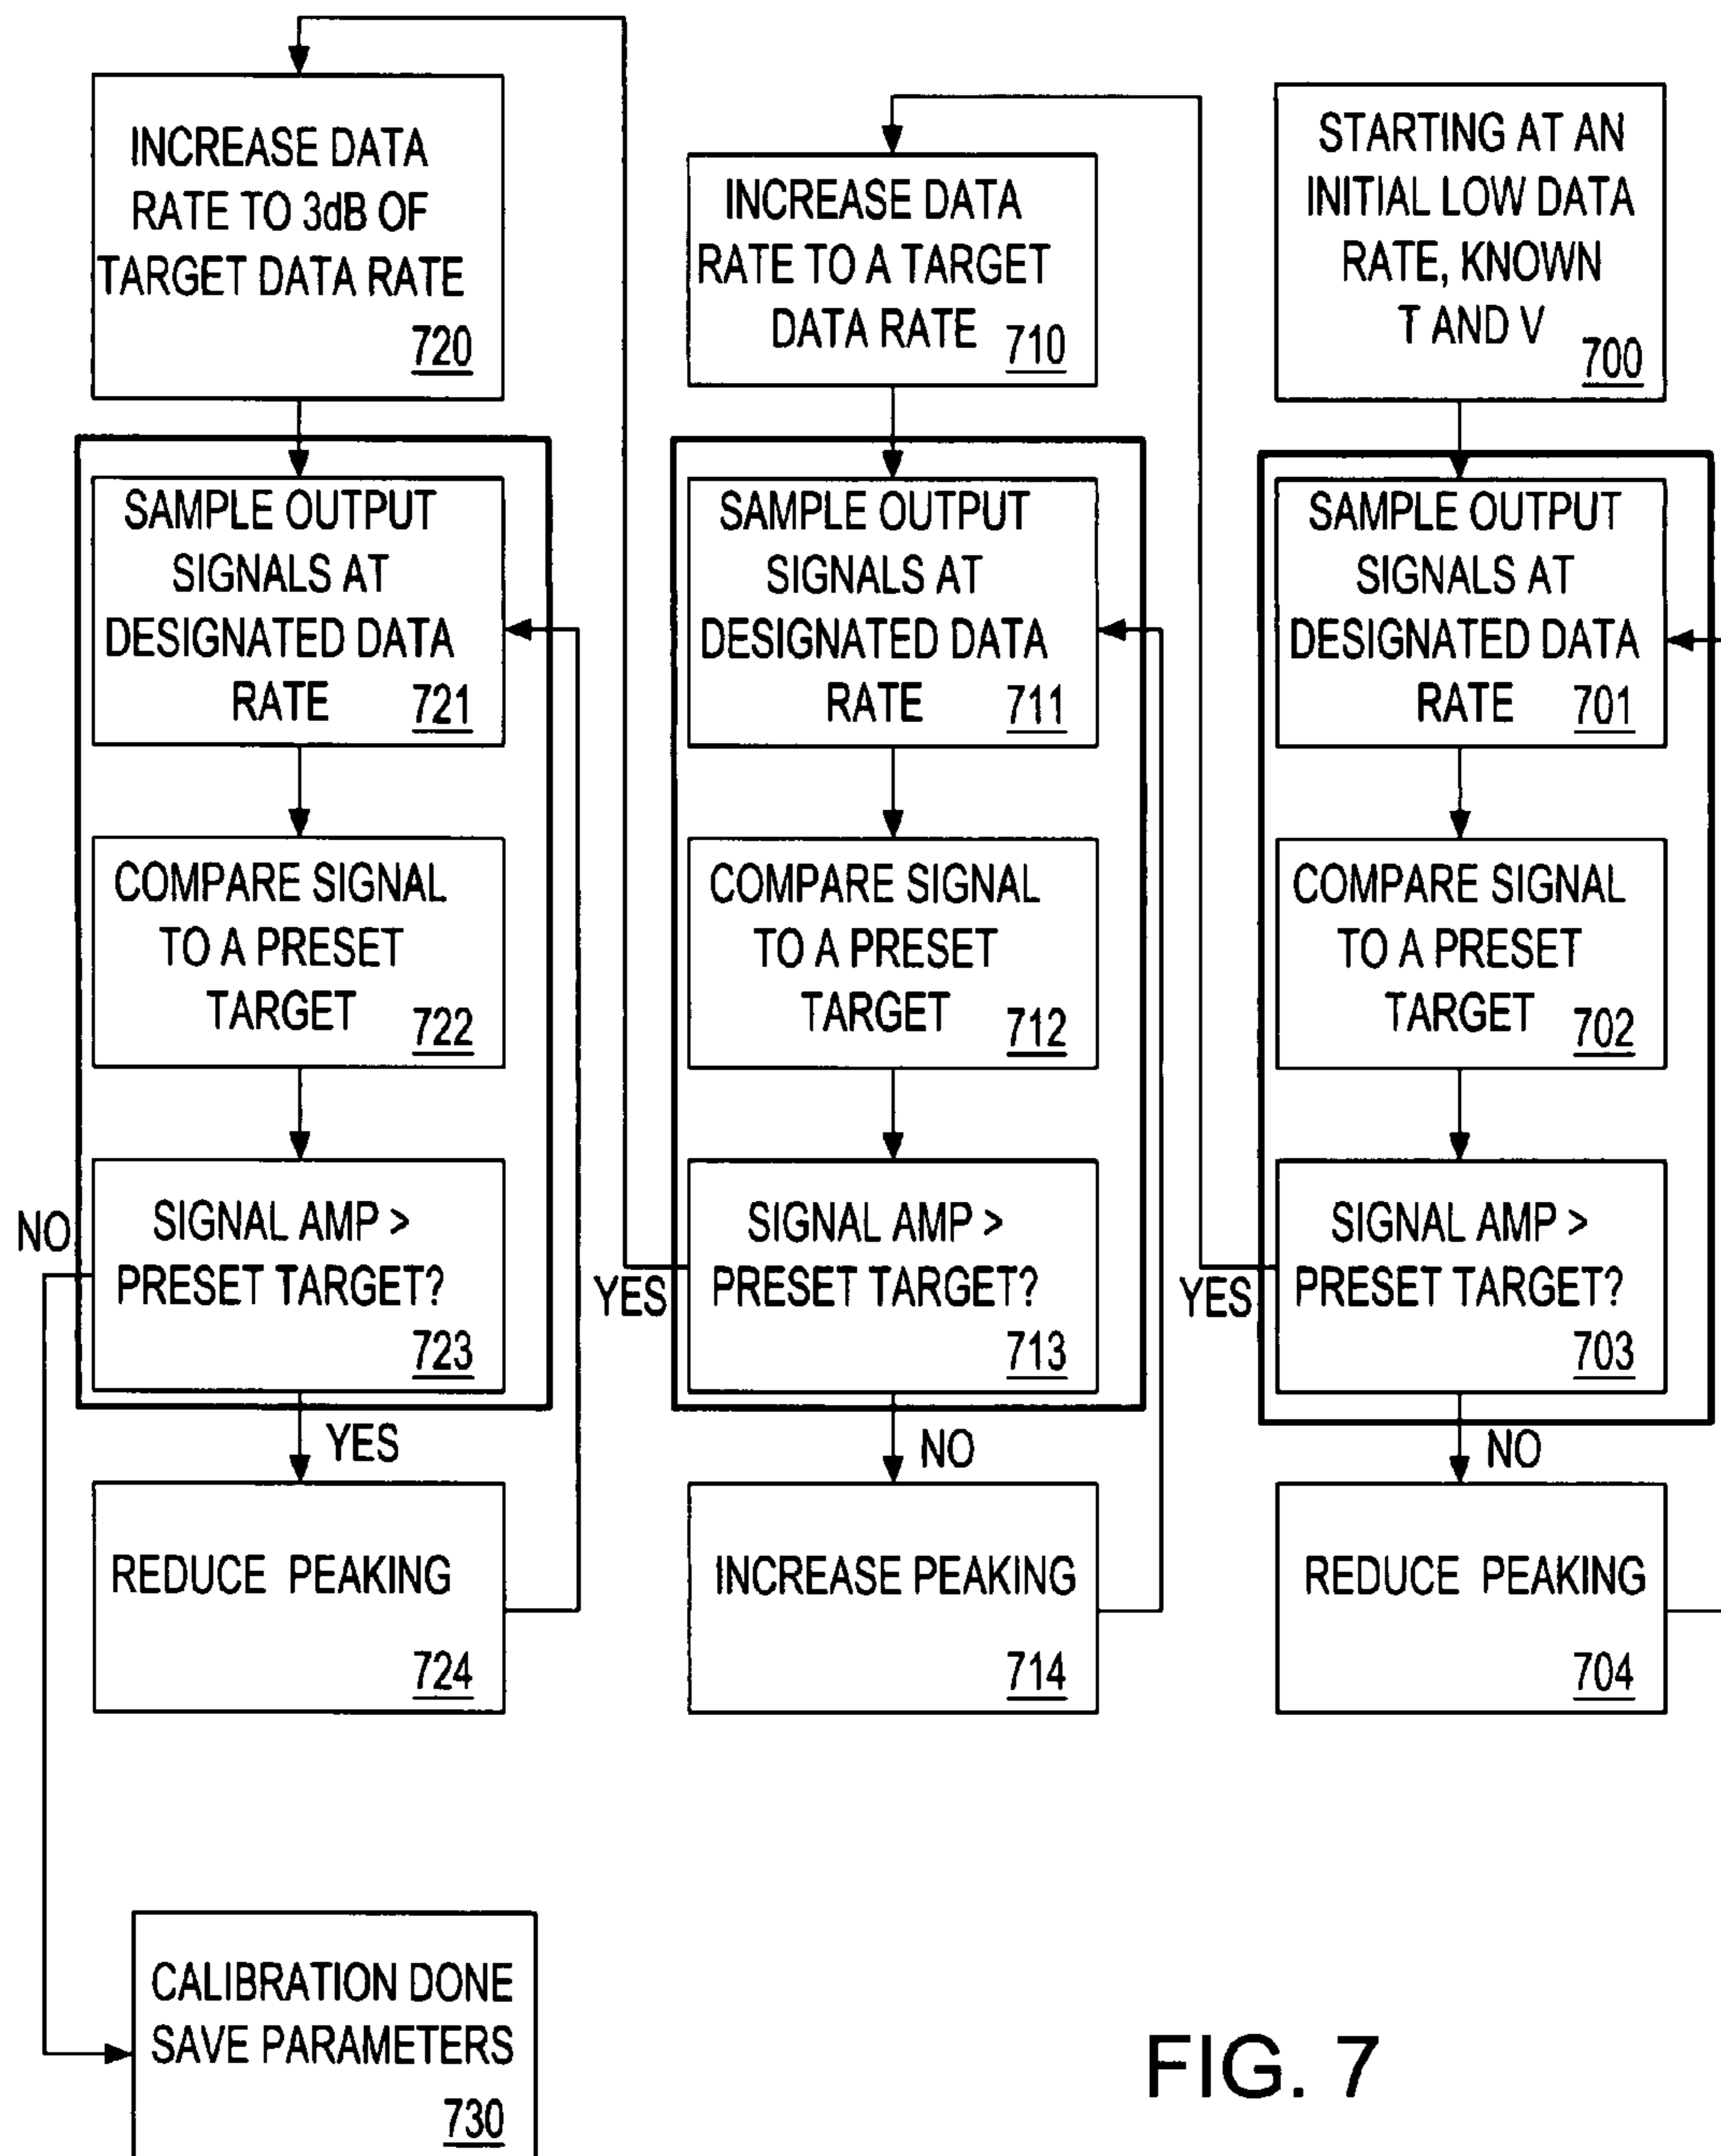 INCREASE DATA
RATE TO 3dB OF
TARGET DATA RATE
720
SAMPLE OUTPUT
SIGNALS AT
DESIGNATED DATA
RATE 721
COMPARE SIGNAL
TO A PRESET
TARGET 722
SIGNAL AMP >
PRESET TARGET?
723
NO
YES
REDUCE PEAKING
724
CALIBRATION DONE
SAVE PARAMETERS
730
INCREASE DATA
RATE TO A TARGET
DATA RATE 710
SAMPLE OUTPUT
SIGNALS AT
DESIGNATED DATA
RATE 711
COMPARE SIGNAL
TO A PRESET
TARGET 712
SIGNAL AMP >
PRESET TARGET?
713
YES
NO
INCREASE PEAKING
714
STARTING AT AN
INITIAL LOW DATA
RATE, KNOWN
T AND V 700
SAMPLE OUTPUT
SIGNALS AT
DESIGNATED DATA
RATE 701
COMPARE SIGNAL
TO A PRESET
TARGET 702
SIGNAL AMP >
PRESET TARGET?
703
YES
NO
REDUCE PEAKING
704
FIG. 7